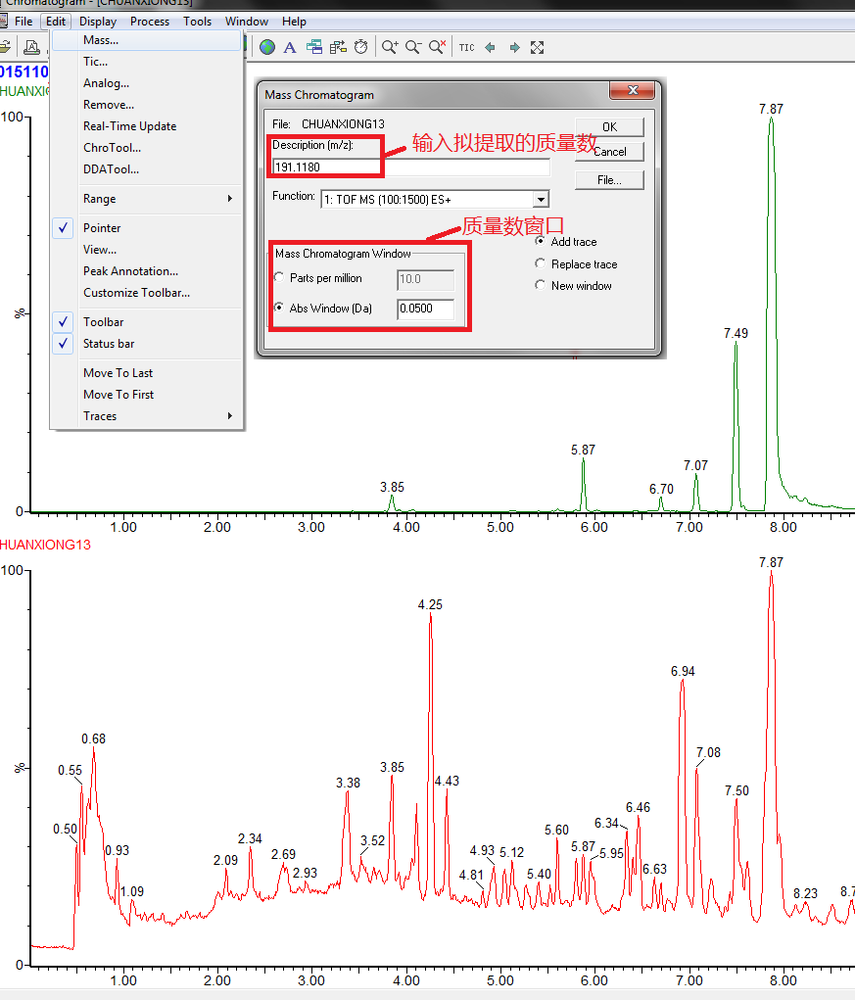 Chromatogram - [CHUANXIONG13]
File Edit Display Process Tools Window Help
TIC
Mass...
Tic...
Analog...
Remove...
Real-Time Update
ChroTool...
DDATool...
Range
Pointer
View...
Peak Annotation...
Customize Toolbar...
Toolbar
Status bar
Move To Last
Move To First
Traces
Mass Chromatogram
File: CHUANXIONG13
OK
Description (m/z):
输入拟提取的质量数
Cancel
191.1180
File...
Function: 1: TOF MS (100:1500) ES+
质量数窗口
Mass Chromatogram Window
Parts per million 10.0
Abs Window (Da) 0.0500
Add trace
Replace trace
New window
015110
HUANXIONG
100
%
0
7.87
7.49
5.87
7.07
6.70
3.85
1.00 2.00 3.00 4.00 5.00 6.00 7.00 8.00
HUANXIONG13
100
%
0
7.87
4.25
6.94
0.68
7.08
0.55
3.85
3.38
4.43
7.50
6.46
0.50
6.34
5.60
2.34
3.52
0.93
4.93
5.12
5.87
5.95
2.09
2.69
2.93
4.81
5.40
6.63
1.09
8.23
8.7
1.00 2.00 3.00 4.00 5.00 6.00 7.00 8.00